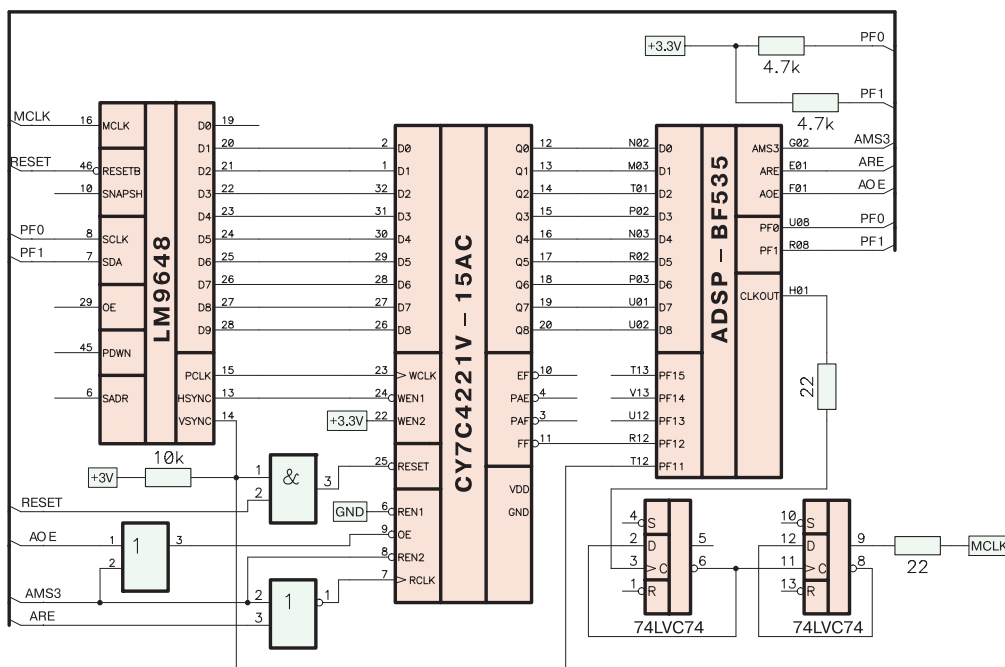 +3.3V
4.7k
PF0
4.7k
PF1
MCLK
RESET
PF0
PF1
LM9648
16 MCLK
46 RESETB
10 SNAPSH
8 SCLK
7 SDA
29 OE
45 PDWN
6 SADR
D0 19
D1 20
D2 21
D3 22
D4 23
D5 24
D6 25
D7 26
D8 27
D9 28
PCLK 15
HSYNC 13
VSYNC 14
CY7C4221V-15AC
2 D0
1 D1
32 D2
31 D3
30 D4
29 D5
28 D6
27 D7
26 D8
23 WCLK
24 WEN1
+3.3V
22 WEN2
25 RESET
GND
6 REN1
9 OE
8 REN2
7 RCLK
Q0 12
Q1 13
Q2 14
Q3 15
Q4 16
Q5 17
Q6 18
Q7 19
Q8 20
EF 10
PAE 4
PAF 3
FF 11
VDD
GND
ADSP-BF535
N02 D0
M03 D1
T01 D2
P02 D3
N03 D4
R02 D5
P03 D6
U01 D7
U02 D8
T13 PF15
V13 PF14
U12 PF13
R12 PF12
T12 PF11
AMS3 G02 AMS3
ARE E01 ARE
AOE F01 AOE
PF0 U08 PF0
PF1 R08 PF1
CLKOUT H01
22
+3V
10k
RESET
1
2
&
3
AOE
1
2
1
3
AMS3
ARE
2
3
1
1
4 S
2 D
3 C
1 R
5
6
74LVC74
10 S
12 D
11 C
13 R
9
8
74LVC74
22
MCLK